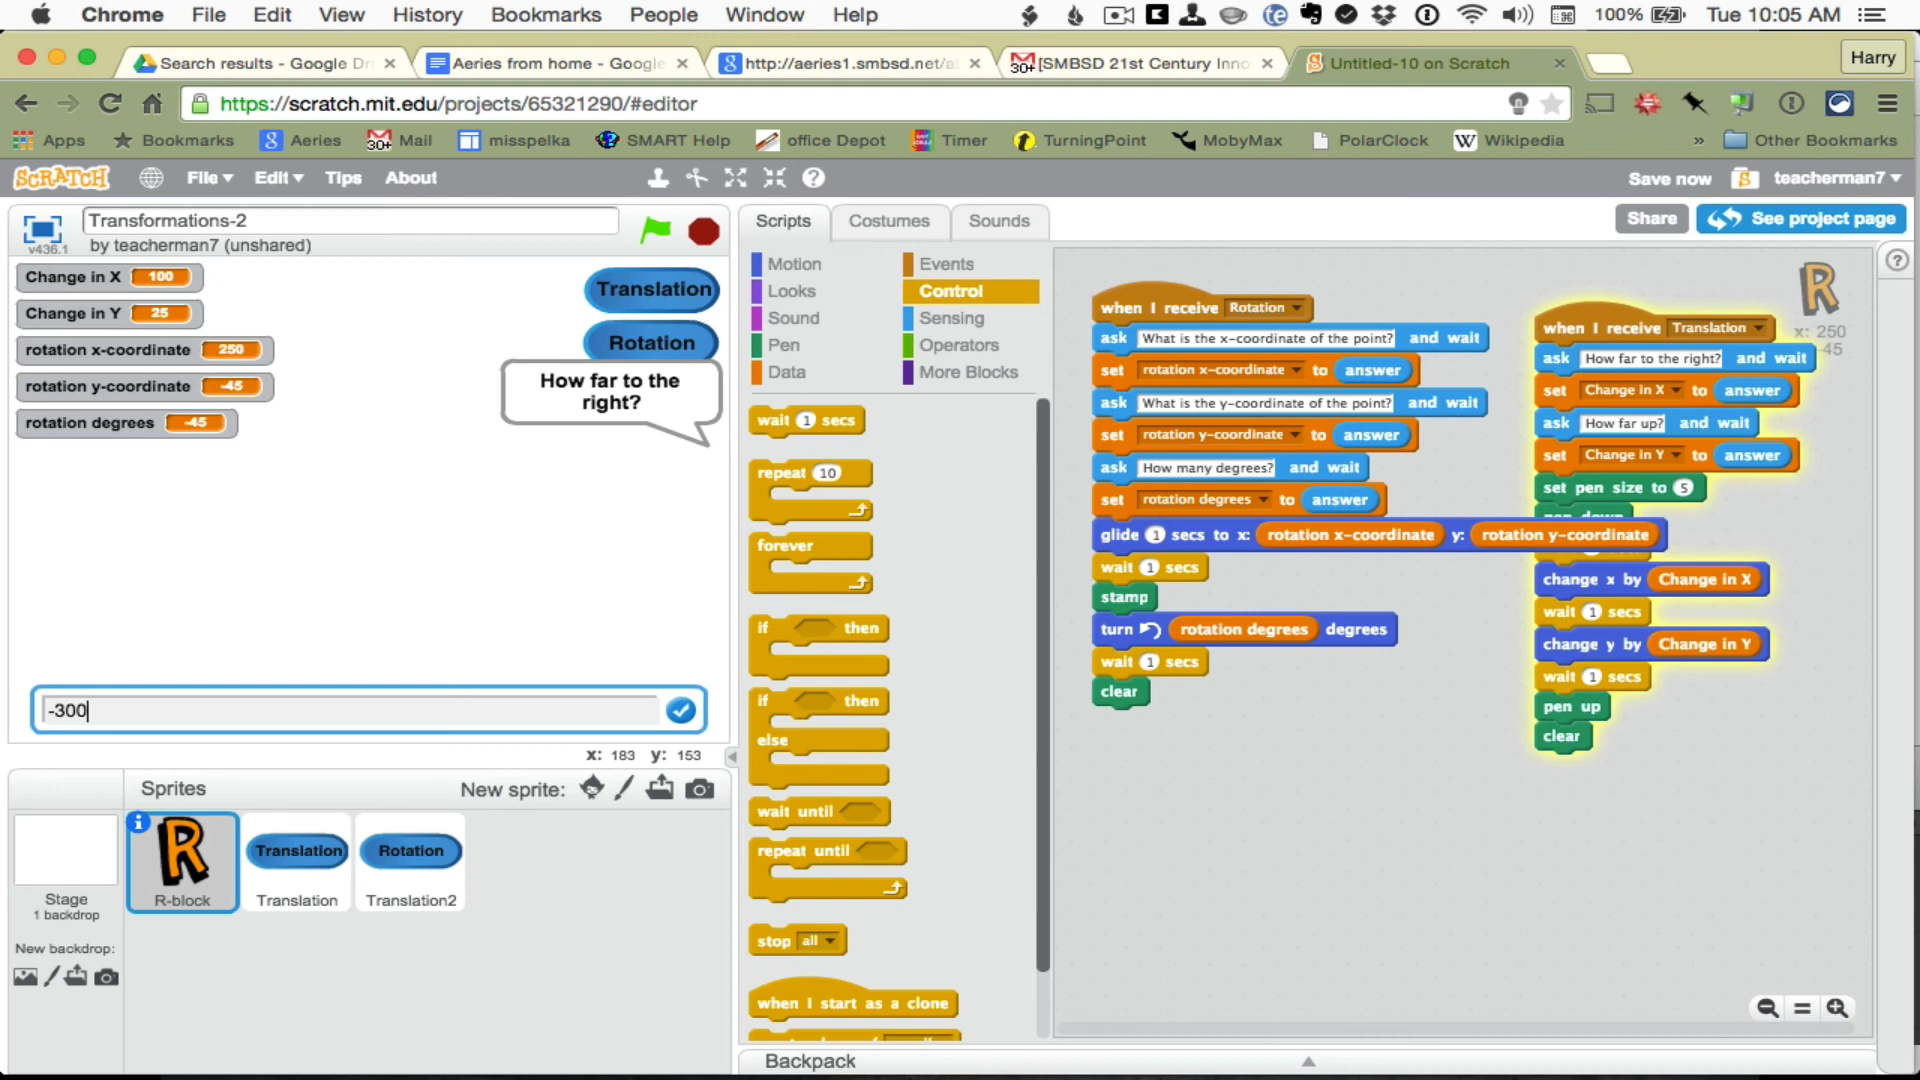 Chrome File Edit View History Bookmarks People Window Help
100% Tue 10:05 AM
Search results - Google Dri
Aeries from home - Google
http://aeries1.smbsd.net/a
[SMBSD 21st Century Inno
Untitled-10 on Scratch
Harry
https://scratch.mit.edu/projects/65321290/#editor
Apps Bookmarks Aeries Mail misspelka SMART Help office Depot Timer TurningPoint MobyMax PolarClock Wikipedia » Other Bookmarks
SCRATCH File Edit Tips About
Save now teacherman7
Transformations-2
by teacherman7 (unshared)
v436.1
Scripts Costumes Sounds
Share See project page
Change in X 100
Change in Y 25
rotation x-coordinate 250
rotation y-coordinate -45
rotation degrees -45
Translation
Rotation
How far to the
right?
-300
x: 183 y: 153
Sprites New sprite:
Stage
1 backdrop
New backdrop:
R-block
Translation
Translation
Rotation
Translation2
Motion Events
Looks Control
Sound Sensing
Pen Operators
Data More Blocks
wait 1 secs
repeat 10
forever
if then
if then
else
wait until
repeat until
stop all
when I start as a clone
when I receive Rotation
ask What is the x-coordinate of the point? and wait
set rotation x-coordinate to answer
ask What is the y-coordinate of the point? and wait
set rotation y-coordinate to answer
ask How many degrees? and wait
set rotation degrees to answer
glide 1 secs to x: rotation x-coordinate y: rotation y-coordinate
wait 1 secs
stamp
turn rotation degrees degrees
wait 1 secs
clear
when I receive Translation
ask How far to the right? and wait
set Change in X to answer
ask How far up? and wait
set Change in Y to answer
set pen size to 5
pen down
change x by Change in X
wait 1 secs
change y by Change in Y
wait 1 secs
pen up
clear
x: 250
-45
Backpack